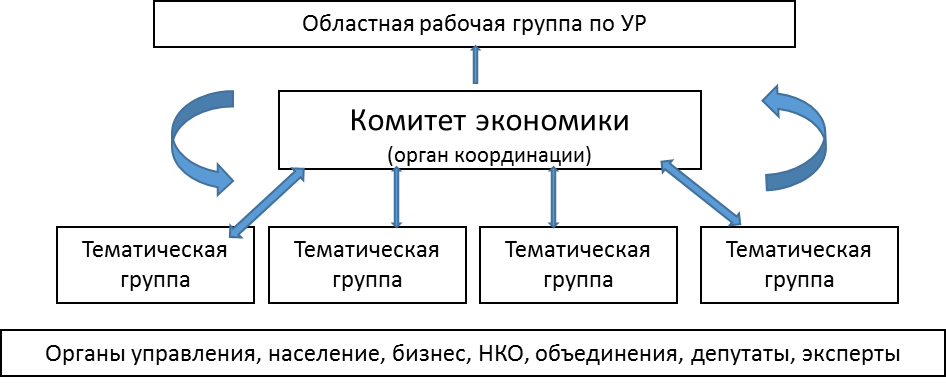 Областная рабочая группа по УР
Комитет экономики
(орган координации)
Тематическая
группа
Тематическая
группа
Тематическая
группа
Тематическая
группа
Органы управления, население, бизнес, НКО, объединения, депутаты, эксперты